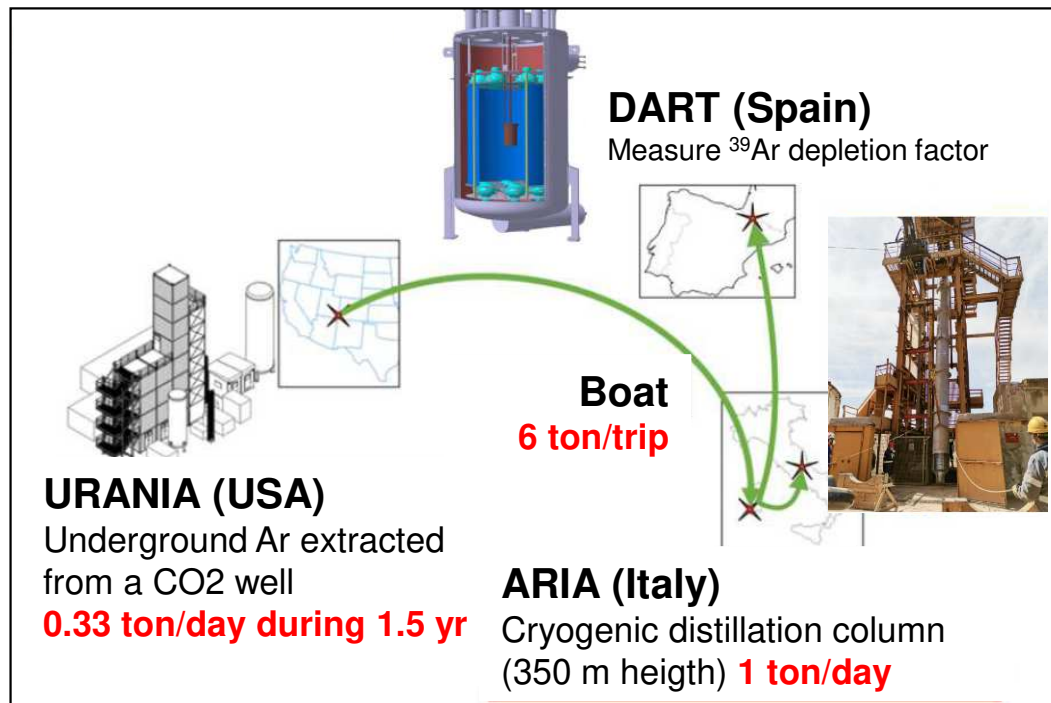 DART (Spain)
Measure ³⁹Ar depletion factor
Boat
6 ton/trip
URANIA (USA)
Underground Ar extracted
from a CO2 well
0.33 ton/day during 1.5 yr
ARIA (Italy)
Cryogenic distillation column
(350 m heigth) 1 ton/day